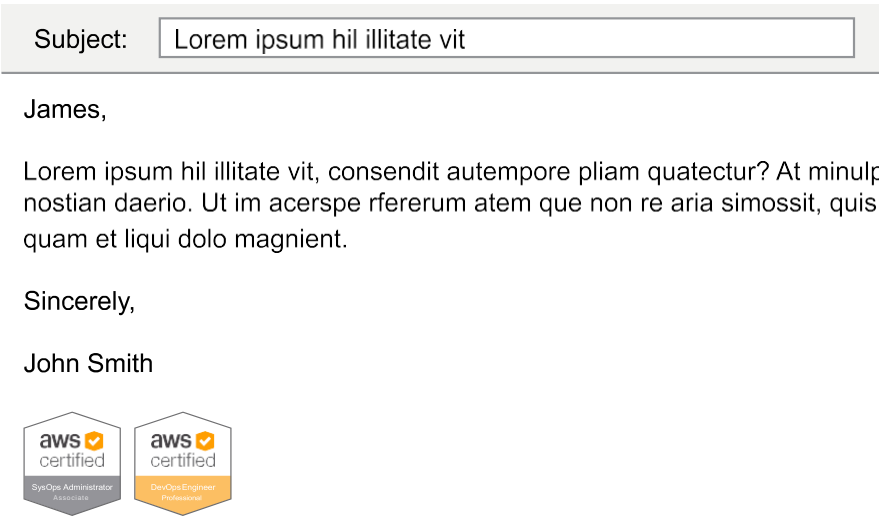 Subject: Lorem ipsum hil illitate vit
James,
Lorem ipsum hil illitate vit, consendit autempore pliam quatectur? At minulp
nostian daerio. Ut im acerspe rfererum atem que non re aria simossit, quis
quam et liqui dolo magnient.
Sincerely,
John Smith
aws
certified
SysOps Administrator
Associate
aws
certified
DevOps Engineer
Professional